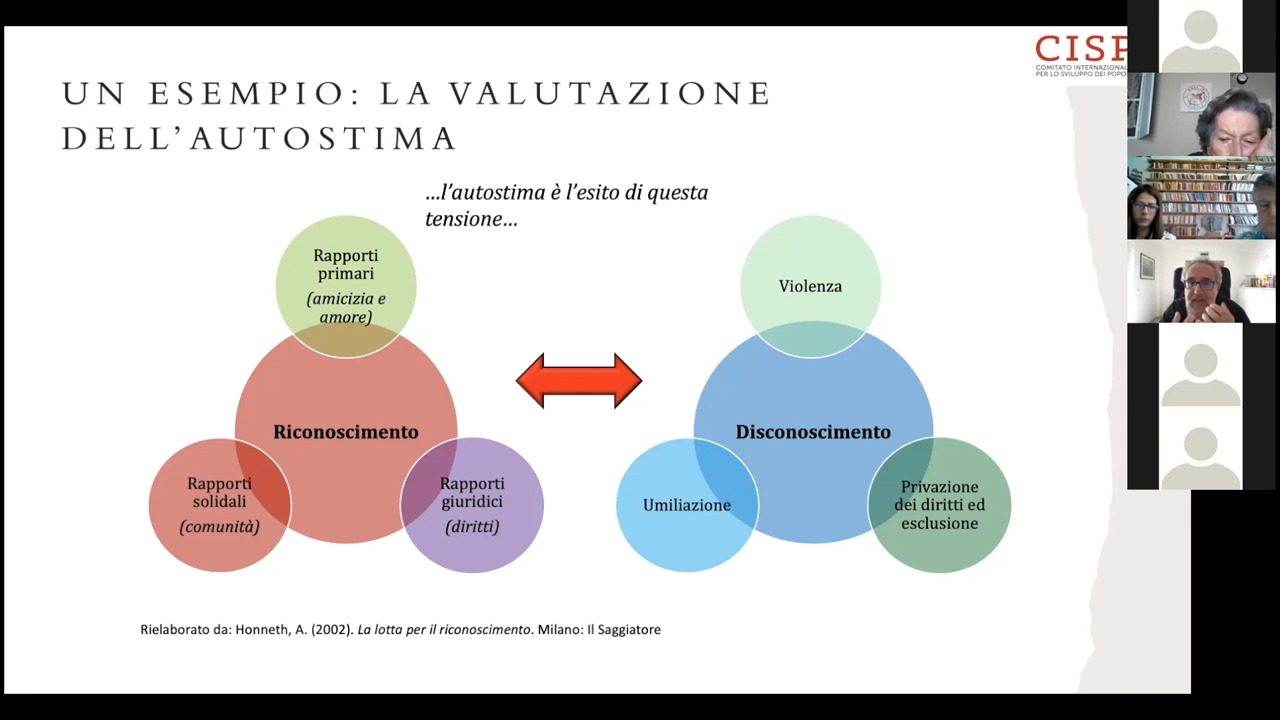 CISP
COMITATO INTERNAZIONAL
PER LO SVILUPPO DEI POPO
UN ESEMPIO: LA VALUTAZIONE
DELL’AUTOSTIMA
…l’autostima è l’esito di questa
tensione…
Rapporti
primari
(amicizia e
amore)
Riconoscimento
Rapporti
solidali
(comunità)
Rapporti
giuridici
(diritti)
Violenza
Disconoscimento
Umiliazione
Privazione
dei diritti ed
esclusione
Rielaborato da: Honneth, A. (2002). La lotta per il riconoscimento. Milano: Il Saggiatore